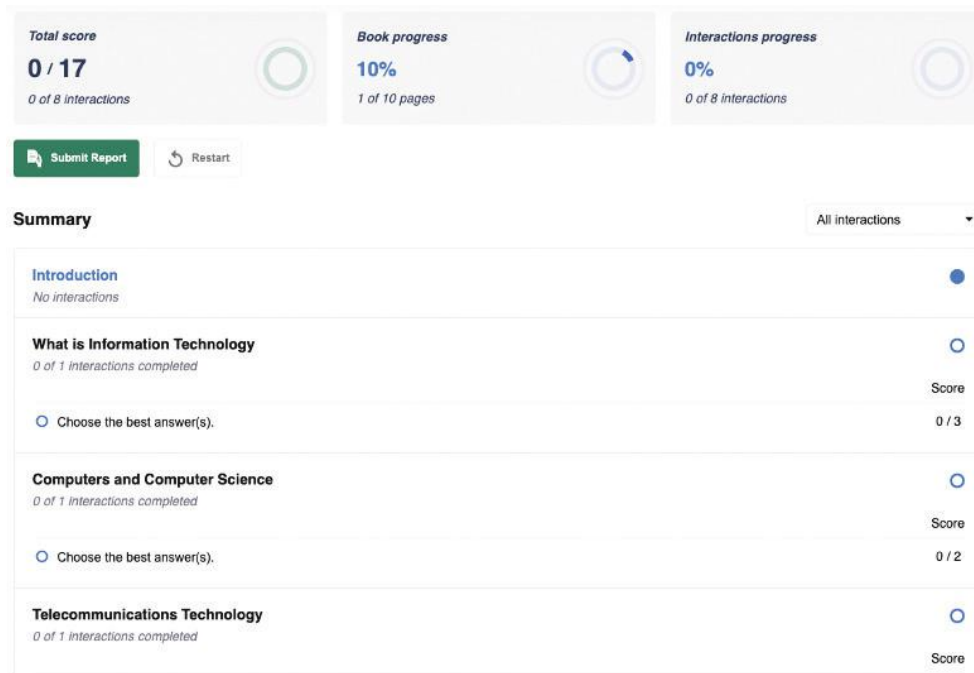 Total score
0 / 17
0 of 8 interactions
Book progress
10%
1 of 10 pages
Interactions progress
0%
0 of 8 interactions
Submit Report
Restart
Summary
All interactions
Introduction
No interactions
What is Information Technology
0 of 1 interactions completed
Score
Choose the best answer(s).
0 / 3
Computers and Computer Science
0 of 1 interactions completed
Score
Choose the best answer(s).
0 / 2
Telecommunications Technology
0 of 1 interactions completed
Score